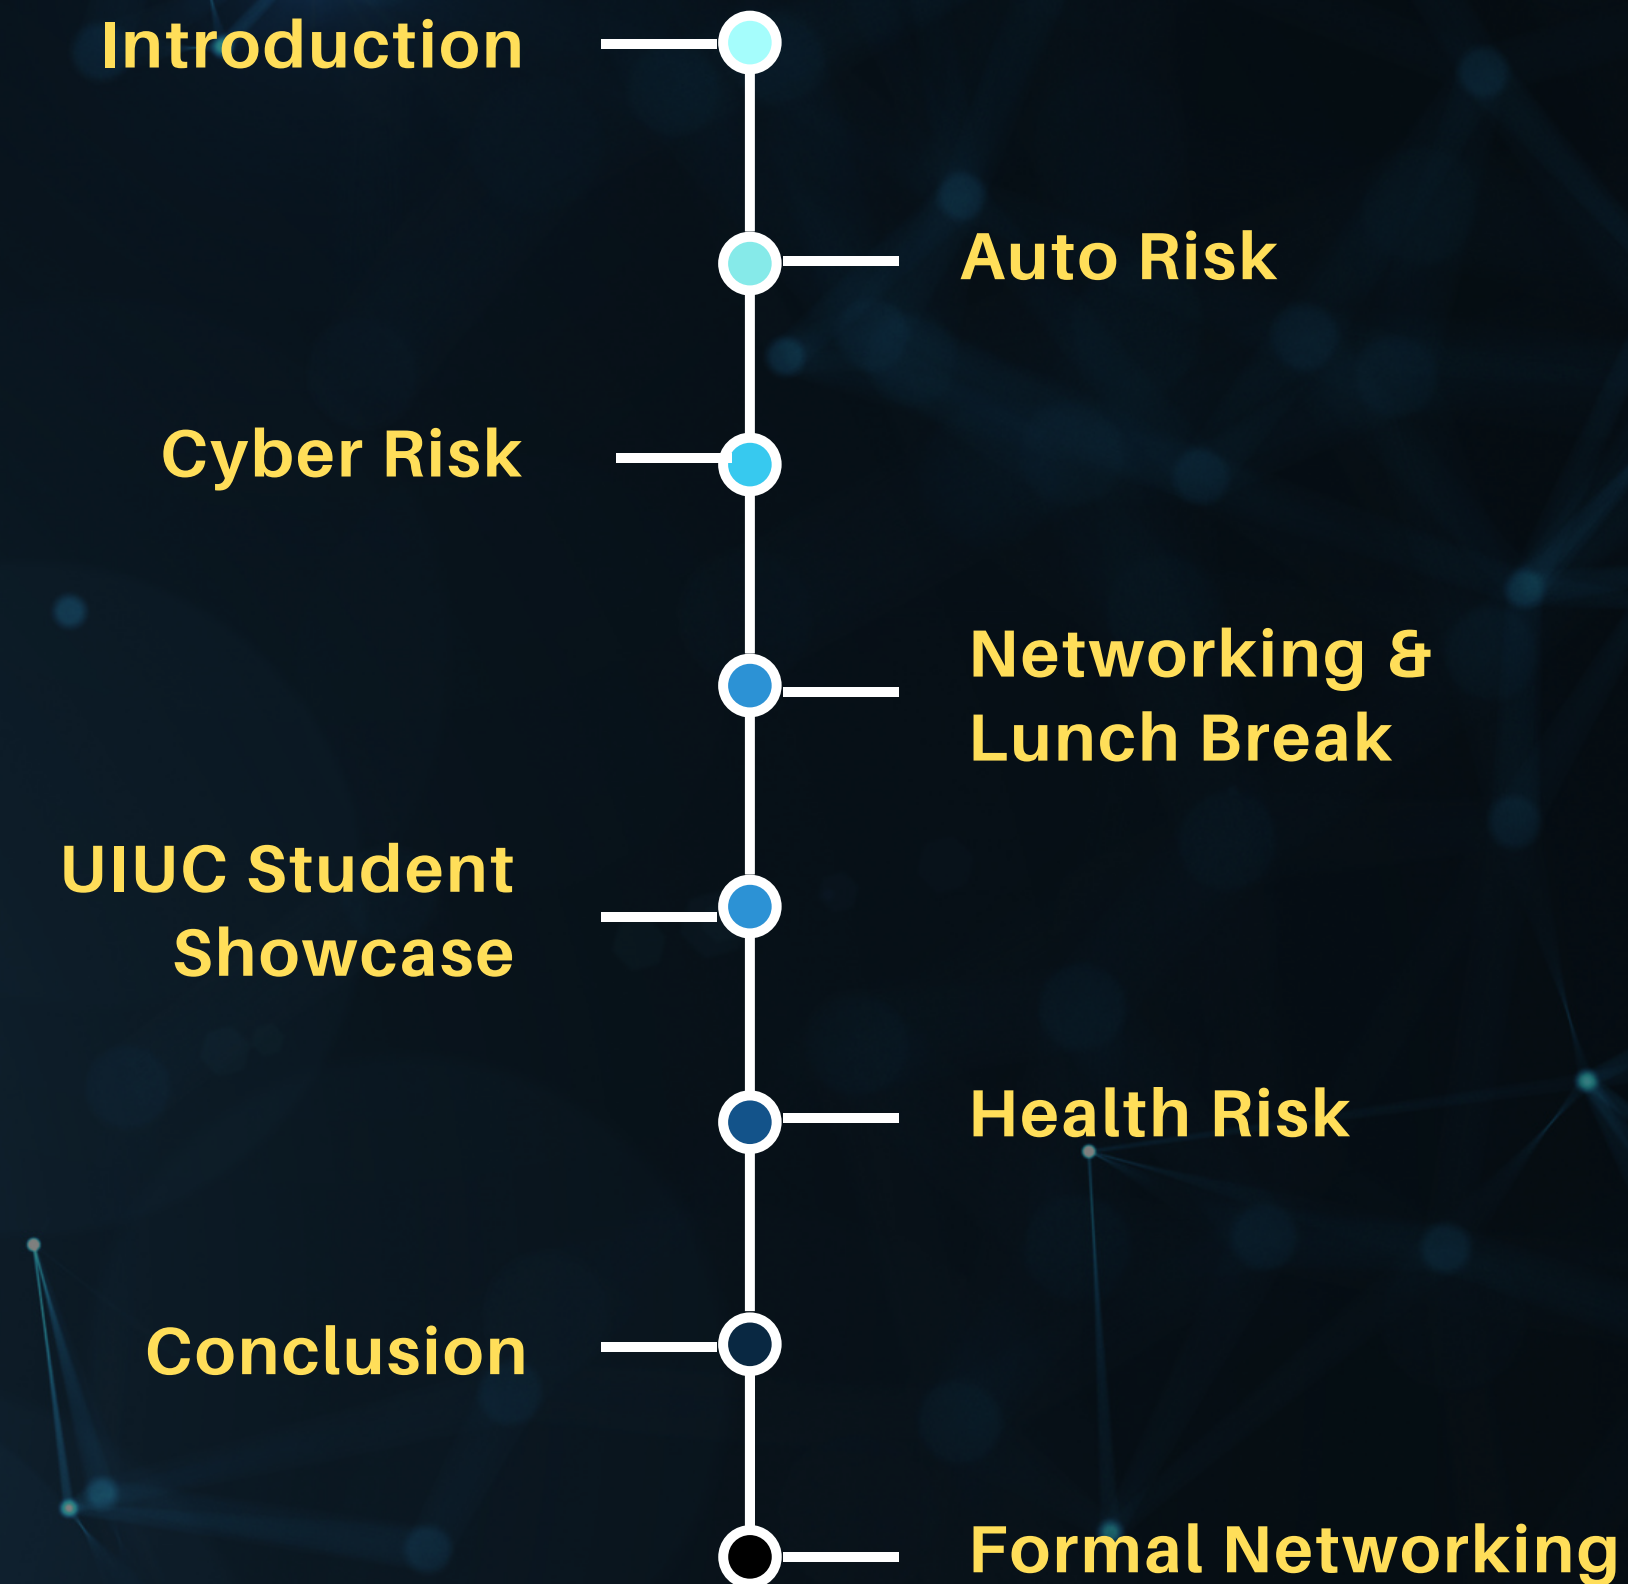 Introduction
Auto Risk
Cyber Risk
Networking &
Lunch Break
UIUC Student
Showcase
Health Risk
Conclusion
Formal Networking